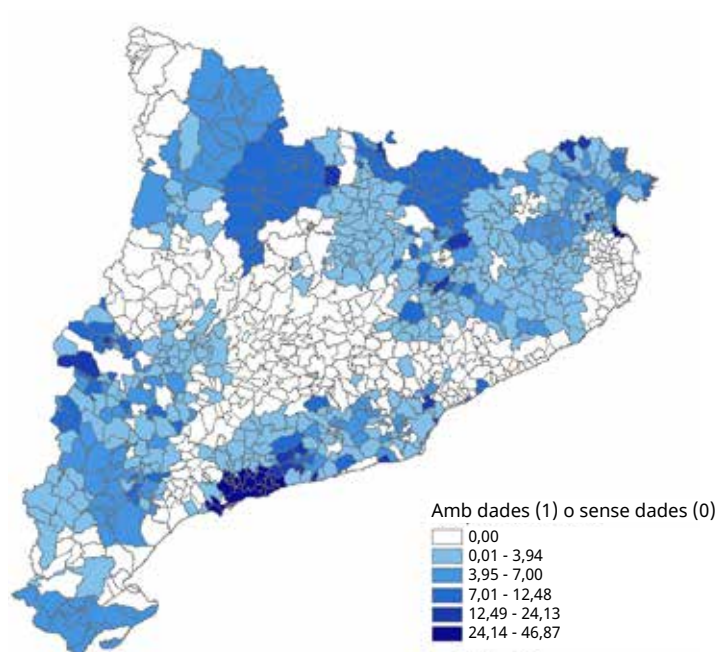 Amb dades (1) o sense dades (0)
0,00
0,01 - 3,94
3,95 - 7,00
7,01 - 12,48
12,49 - 24,13
24,14 - 46,87